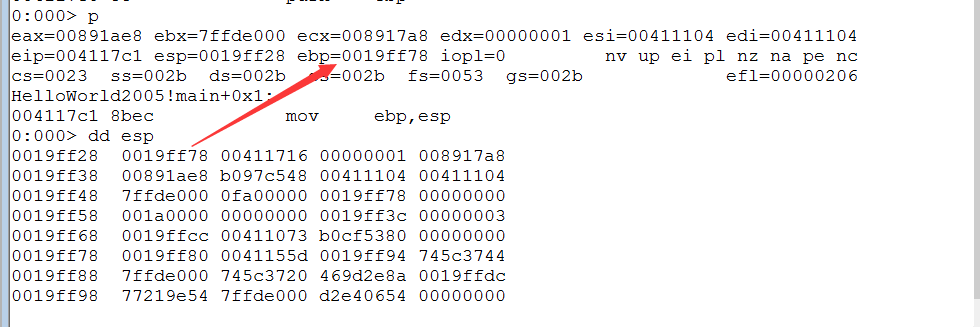 0:000> p
eax=00891ae8 ebx=7ffde000 ecx=008917a8 edx=00000001 esi=00411104 edi=00411104
eip=004117c1 esp=0019ff28 ebp=0019ff78 iopl=0 nv up ei pl nz na pe nc
cs=0023 ss=002b ds=002b es=002b fs=0053 gs=002b efl=00000206
HelloWorld2005!main+0x1:
004117c1 8bec mov ebp,esp
0:000> dd esp
0019ff28 0019ff78 00411716 00000001 008917a8
0019ff38 00891ae8 b097c548 00411104 00411104
0019ff48 7ffde000 0fa00000 0019ff78 00000000
0019ff58 001a0000 00000000 0019ff3c 00000003
0019ff68 0019ffcc 00411073 b0cf5380 00000000
0019ff78 0019ff80 0041155d 0019ff94 745c3744
0019ff88 7ffde000 745c3720 469d2e8a 0019ffdc
0019ff98 77219e54 7ffde000 d2e40654 00000000